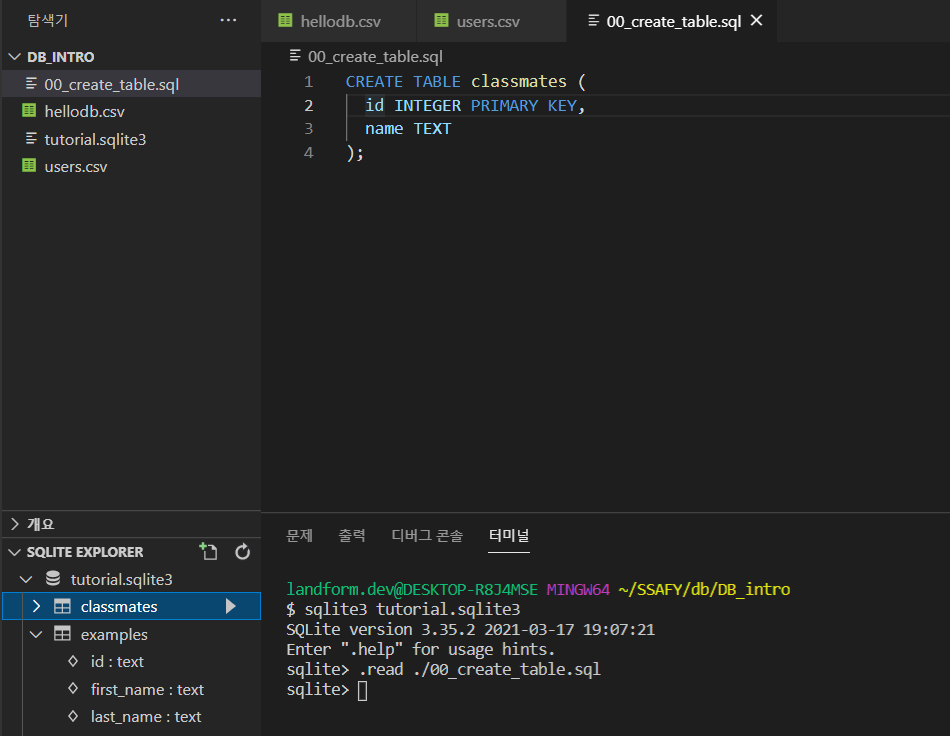 탐색기 ···
DB_INTRO
00_create_table.sql
hellodb.csv
tutorial.sqlite3
users.csv
개요
SQLITE EXPLORER
tutorial.sqlite3
classmates
examples
id : text
first_name : text
last_name : text
hellodb.csv users.csv 00_create_table.sql
00_create_table.sql
1 CREATE TABLE classmates (
2 id INTEGER PRIMARY KEY,
3 name TEXT
4 );
문제 출력 디버그 콘솔 터미널
landform.dev@DESKTOP-R8J4MSE MINGW64 ~/SSAFY/db/DB_intro
$ sqlite3 tutorial.sqlite3
SQLite version 3.35.2 2021-03-17 19:07:21
Enter ".help" for usage hints.
sqlite> .read ./00_create_table.sql
sqlite>